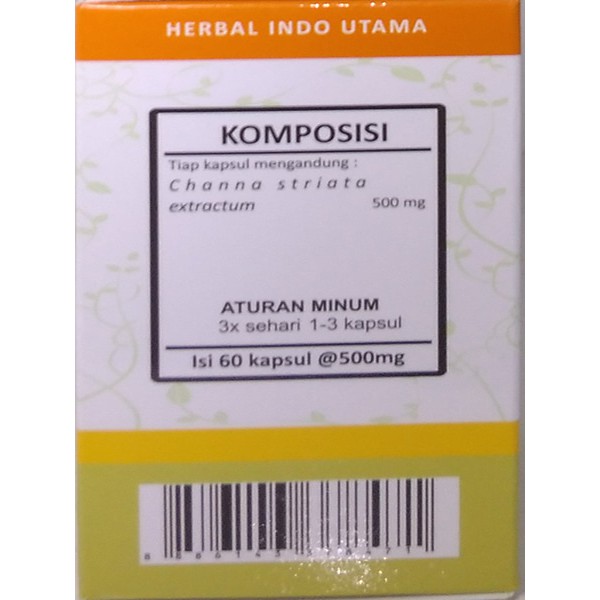 HERBAL INDO UTAMA
KOMPOSISI
Tiap kapsul mengandung :
Channa striata
extractum 500 mg
ATURAN MINUM
3x sehari 1-3 kapsul
Isi 60 kapsul @500mg